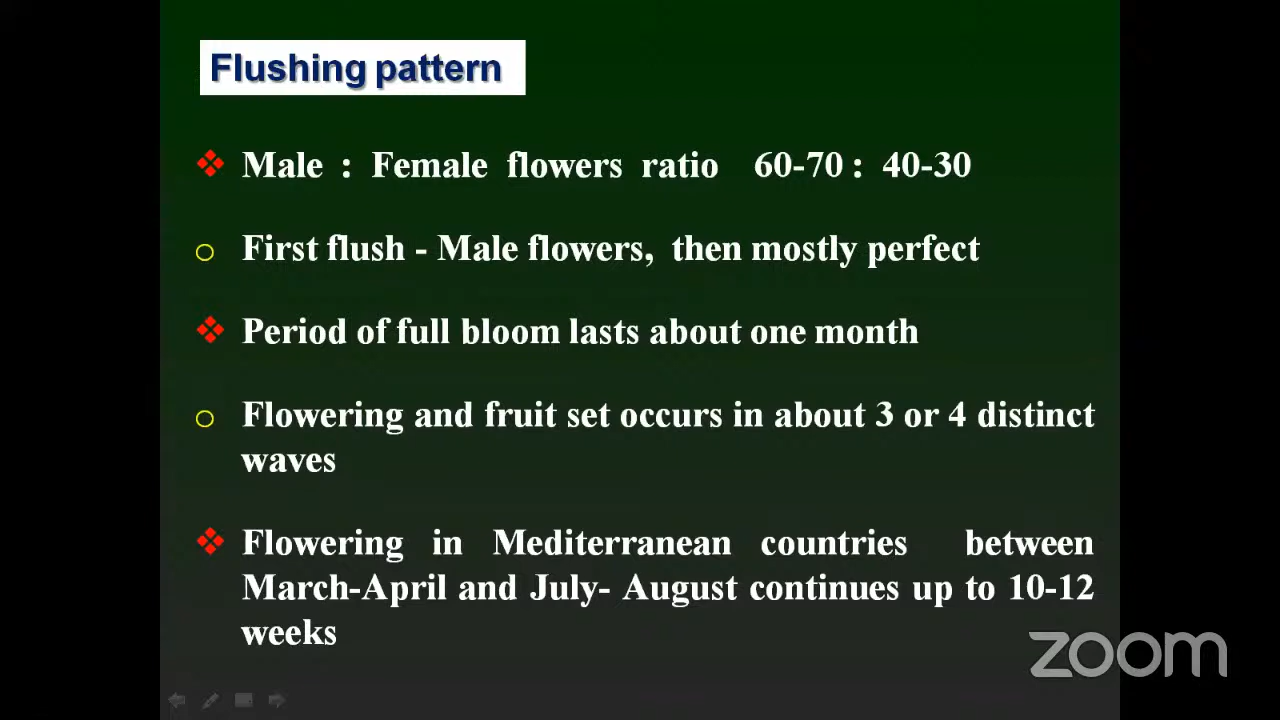 Flushing pattern
Male : Female flowers ratio 60-70 : 40-30
First flush - Male flowers, then mostly perfect
Period of full bloom lasts about one month
Flowering and fruit set occurs in about 3 or 4 distinct
waves
Flowering in Mediterranean countries between
March-April and July- August continues up to 10-12
weeks
zoom